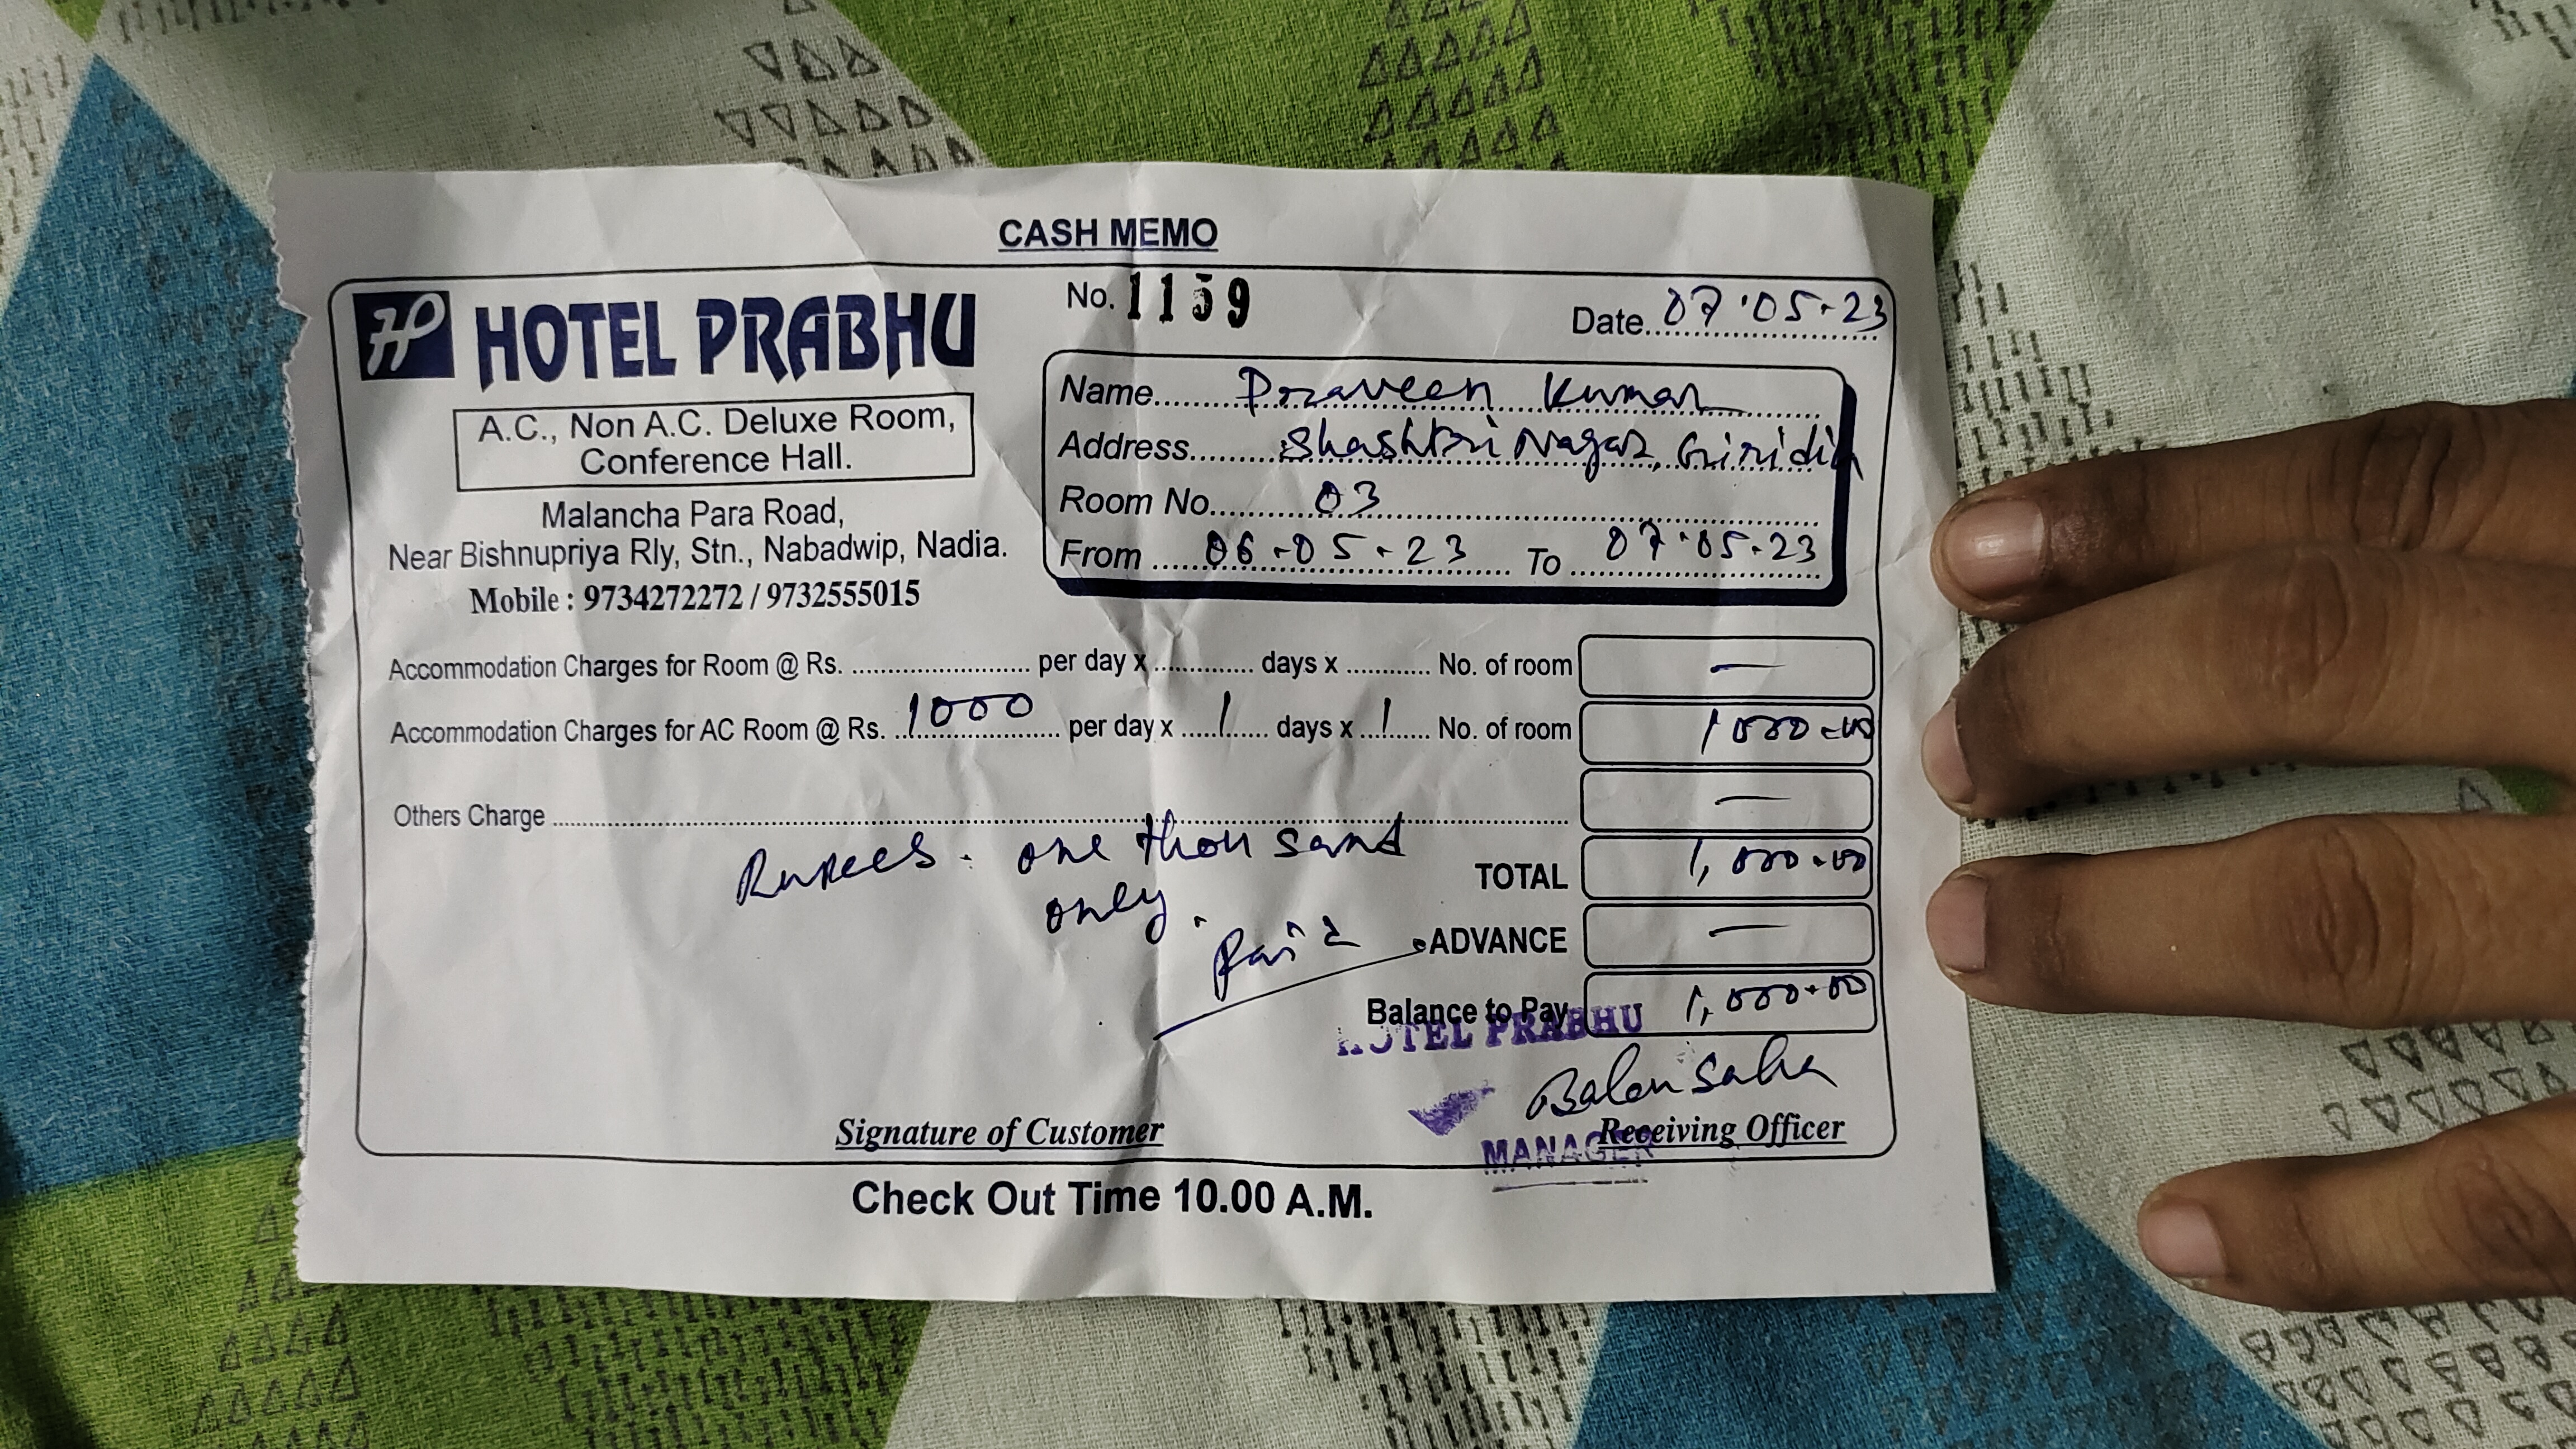 CASH MEMO
HP HOTEL PRABHU
A.C., Non A.C. Deluxe Room,
Conference Hall.
Malancha Para Road,
Near Bishnupriya Rly, Stn., Nabadwip, Nadia.
Mobile : 9734272272 / 9732555015
No. 1159
Date 07.05.23
Name Praveen Kumar
Address Shashtri Nagar, Giridih
Room No. 03
From 06.05.23 To 07.05.23
Accommodation Charges for Room @ Rs. per day x days x No. of room —
Accommodation Charges for AC Room @ Rs. 1000 per day x 1 days x 1 No. of room 1000-00
Others Charge —
Rupees. one thousand
only.
TOTAL 1,000.00
Paid
ADVANCE —
Balance to Pay 1,000.00
HOTEL PRABHU
Saha
Signature of Customer
Receiving Officer
MANAGER
Check Out Time 10.00 A.M.